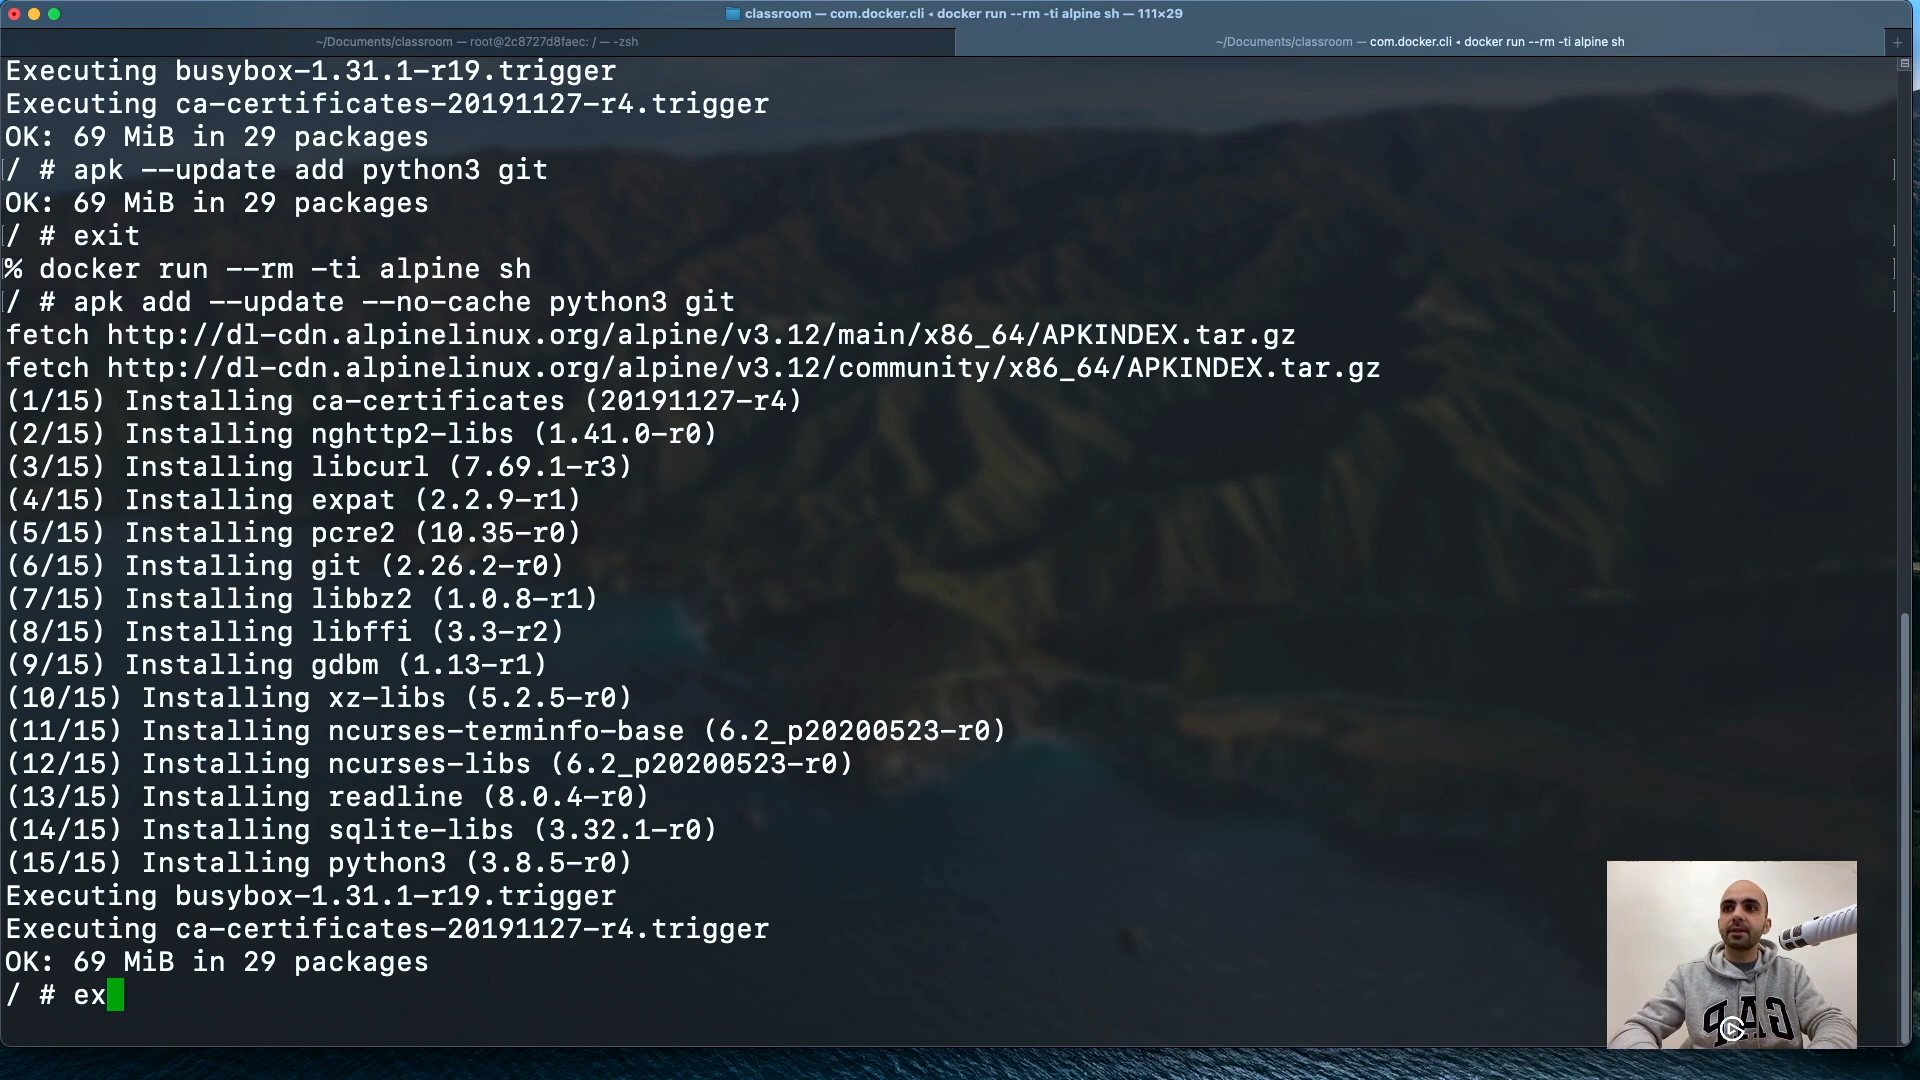 classroom — com.docker.cli ◂ docker run --rm -ti alpine sh — 111×29
~/Documents/classroom — root@2c8727d8faec: / — -zsh
~/Documents/classroom — com.docker.cli ◂ docker run --rm -ti alpine sh
Executing busybox-1.31.1-r19.trigger
Executing ca-certificates-20191127-r4.trigger
OK: 69 MiB in 29 packages
/ # apk --update add python3 git
OK: 69 MiB in 29 packages
/ # exit
% docker run --rm -ti alpine sh
/ # apk add --update --no-cache python3 git
fetch http://dl-cdn.alpinelinux.org/alpine/v3.12/main/x86_64/APKINDEX.tar.gz
fetch http://dl-cdn.alpinelinux.org/alpine/v3.12/community/x86_64/APKINDEX.tar.gz
(1/15) Installing ca-certificates (20191127-r4)
(2/15) Installing nghttp2-libs (1.41.0-r0)
(3/15) Installing libcurl (7.69.1-r3)
(4/15) Installing expat (2.2.9-r1)
(5/15) Installing pcre2 (10.35-r0)
(6/15) Installing git (2.26.2-r0)
(7/15) Installing libbz2 (1.0.8-r1)
(8/15) Installing libffi (3.3-r2)
(9/15) Installing gdbm (1.13-r1)
(10/15) Installing xz-libs (5.2.5-r0)
(11/15) Installing ncurses-terminfo-base (6.2_p20200523-r0)
(12/15) Installing ncurses-libs (6.2_p20200523-r0)
(13/15) Installing readline (8.0.4-r0)
(14/15) Installing sqlite-libs (3.32.1-r0)
(15/15) Installing python3 (3.8.5-r0)
Executing busybox-1.31.1-r19.trigger
Executing ca-certificates-20191127-r4.trigger
OK: 69 MiB in 29 packages
/ # ex
GAP